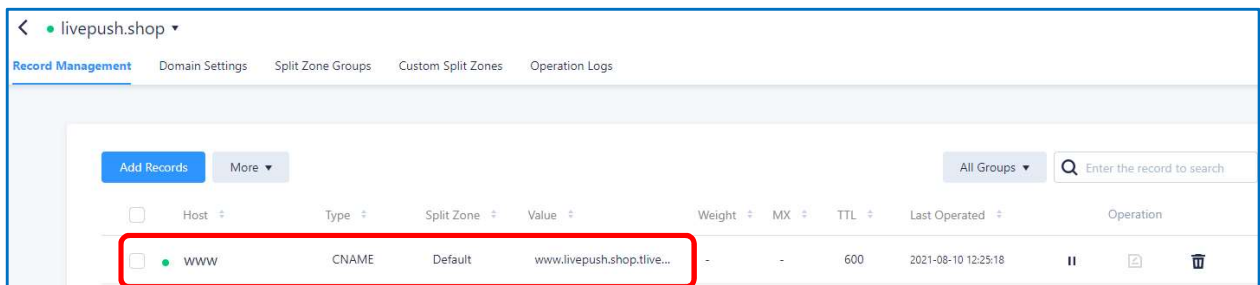 livepush.shop
Record Management Domain Settings Split Zone Groups Custom Split Zones Operation Logs
Add Records More All Groups Enter the record to search
Host Type Split Zone Value Weight MX TTL Last Operated Operation
www CNAME Default www.livepush.shop.tlive... - - 600 2021-08-10 12:25:18